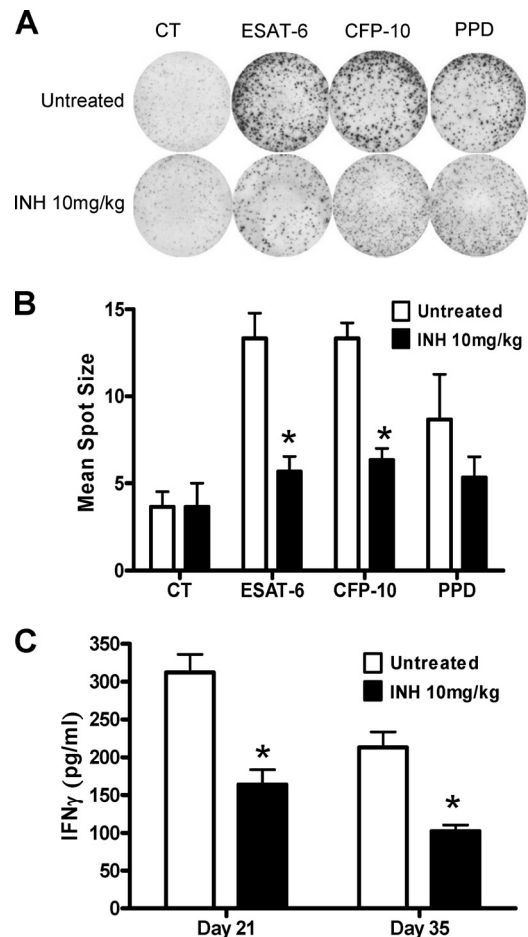 A
CT ESAT-6 CFP-10 PPD
Untreated
INH 10mg/kg
B
15
10
5
0
Mean Spot Size
Untreated
INH 10mg/kg
* *
CT ESAT-6 CFP-10 PPD
C
350
300
250
200
150
100
50
0
IFNγ (pg/ml)
Untreated
INH 10mg/kg
* *
Day 21 Day 35